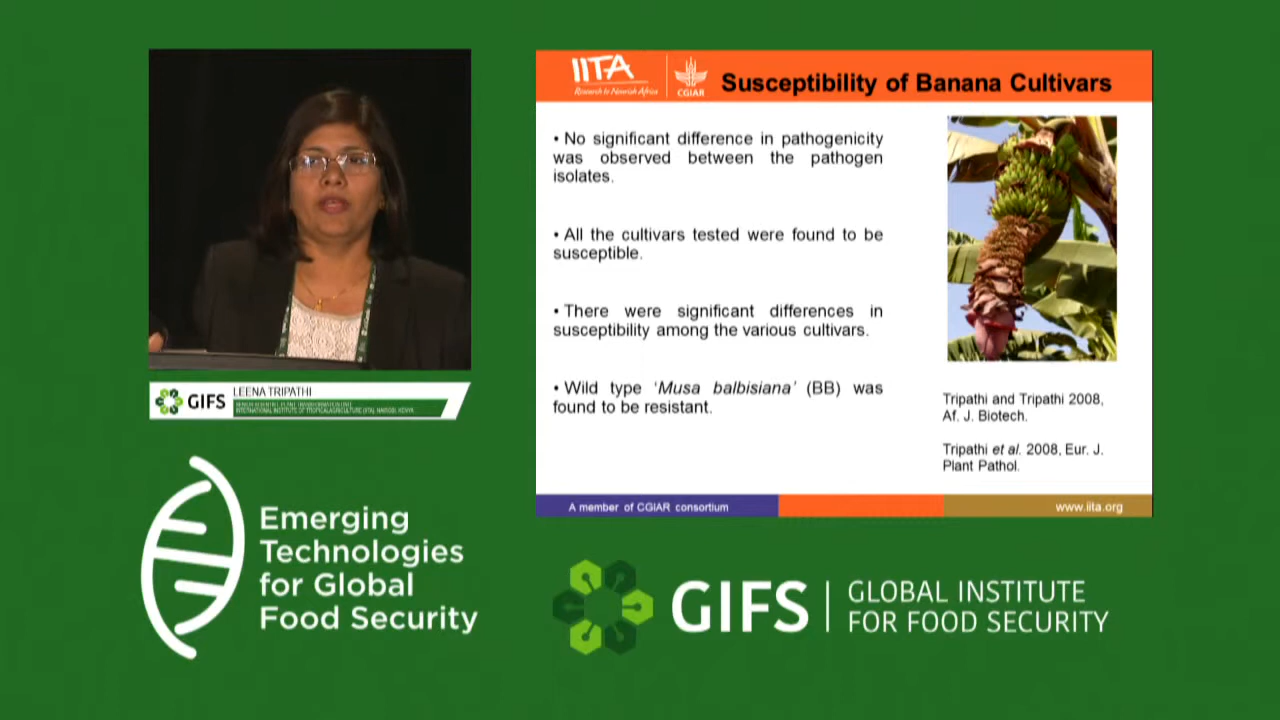 IITA
Research to Nourish Africa
CGIAR
Susceptibility of Banana Cultivars
• No significant difference in pathogenicity
was observed between the pathogen
isolates.
• All the cultivars tested were found to be
susceptible.
• There were significant differences in
susceptibility among the various cultivars.
• Wild type ‘Musa balbisiana’ (BB) was
found to be resistant.
Tripathi and Tripathi 2008,
Af. J. Biotech.
Tripathi et al. 2008, Eur. J.
Plant Pathol.
A member of CGIAR consortium
www.iita.org
GIFS
LEENA TRIPATHI
SENIOR SCIENTIST, PLANT TRANSFORMATION
INTERNATIONAL INSTITUTE OF TROPICAL AGRICULTURE (IITA), NAIROBI, KENYA
Emerging
Technologies
for Global
Food Security
GIFS
GLOBAL INSTITUTE
FOR FOOD SECURITY